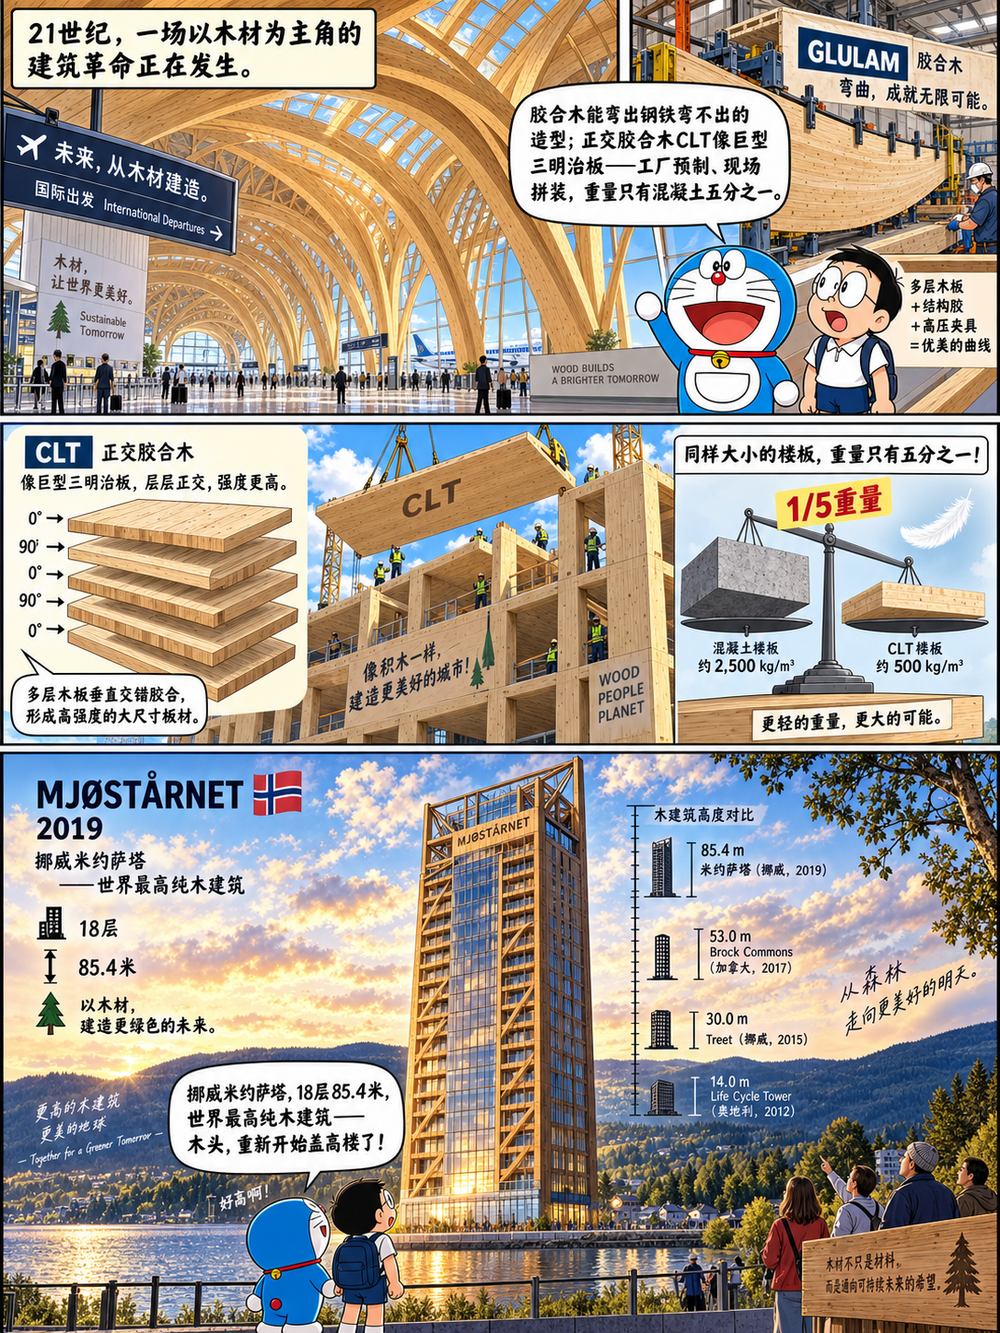 21世纪，一场以木材为主角的
建筑革命正在发生。
未来，从木材建造。
国际出发 International Departures →
木材，
让世界更美好。
Sustainable
Tomorrow
WOOD BUILDS
A BRIGHTER TOMORROW
GLULAM 胶合木
弯曲，成就无限可能。
胶合木能弯出钢铁弯不出的
造型；正交胶合木CLT像巨型
三明治板——工厂预制、现场
拼装，重量只有混凝土五分之一。
多层木板
+结构胶
+高压夹具
=优美的曲线
CLT 正交胶合木
像巨型三明治板，层层正交，强度更高。
0° →
90° →
0° →
90° →
0° →
多层木板垂直交错胶合，
形成高强度的大尺寸板材。
CLT
像积木一样，
建造更美好的城市！
WOOD
PEOPLE
PLANET
同样大小的楼板，重量只有五分之一！
1/5重量
混凝土楼板
约 2,500 kg/m³
CLT 楼板
约 500 kg/m³
更轻的重量，更大的可能。
MJØSTÅRNET
2019
挪威米约萨塔
——世界最高纯木建筑
18层
85.4米
以木材，
建造更绿色的未来。
MJØSTÅRNET
木建筑高度对比
85.4 m
米约萨塔（挪威，2019）
53.0 m
Brock Commons
（加拿大，2017）
30.0 m
Treet（挪威，2015）
14.0 m
Life Cycle Tower
（奥地利，2012）
从森林
走向更美好的明天。
更高的木建筑
更美的地球
— Together for a Greener Tomorrow —
挪威米约萨塔，18层85.4米，
世界最高纯木建筑——
木头，重新开始盖高楼了！
好高啊！
木材不只是材料，
而是通向可持续未来的希望。